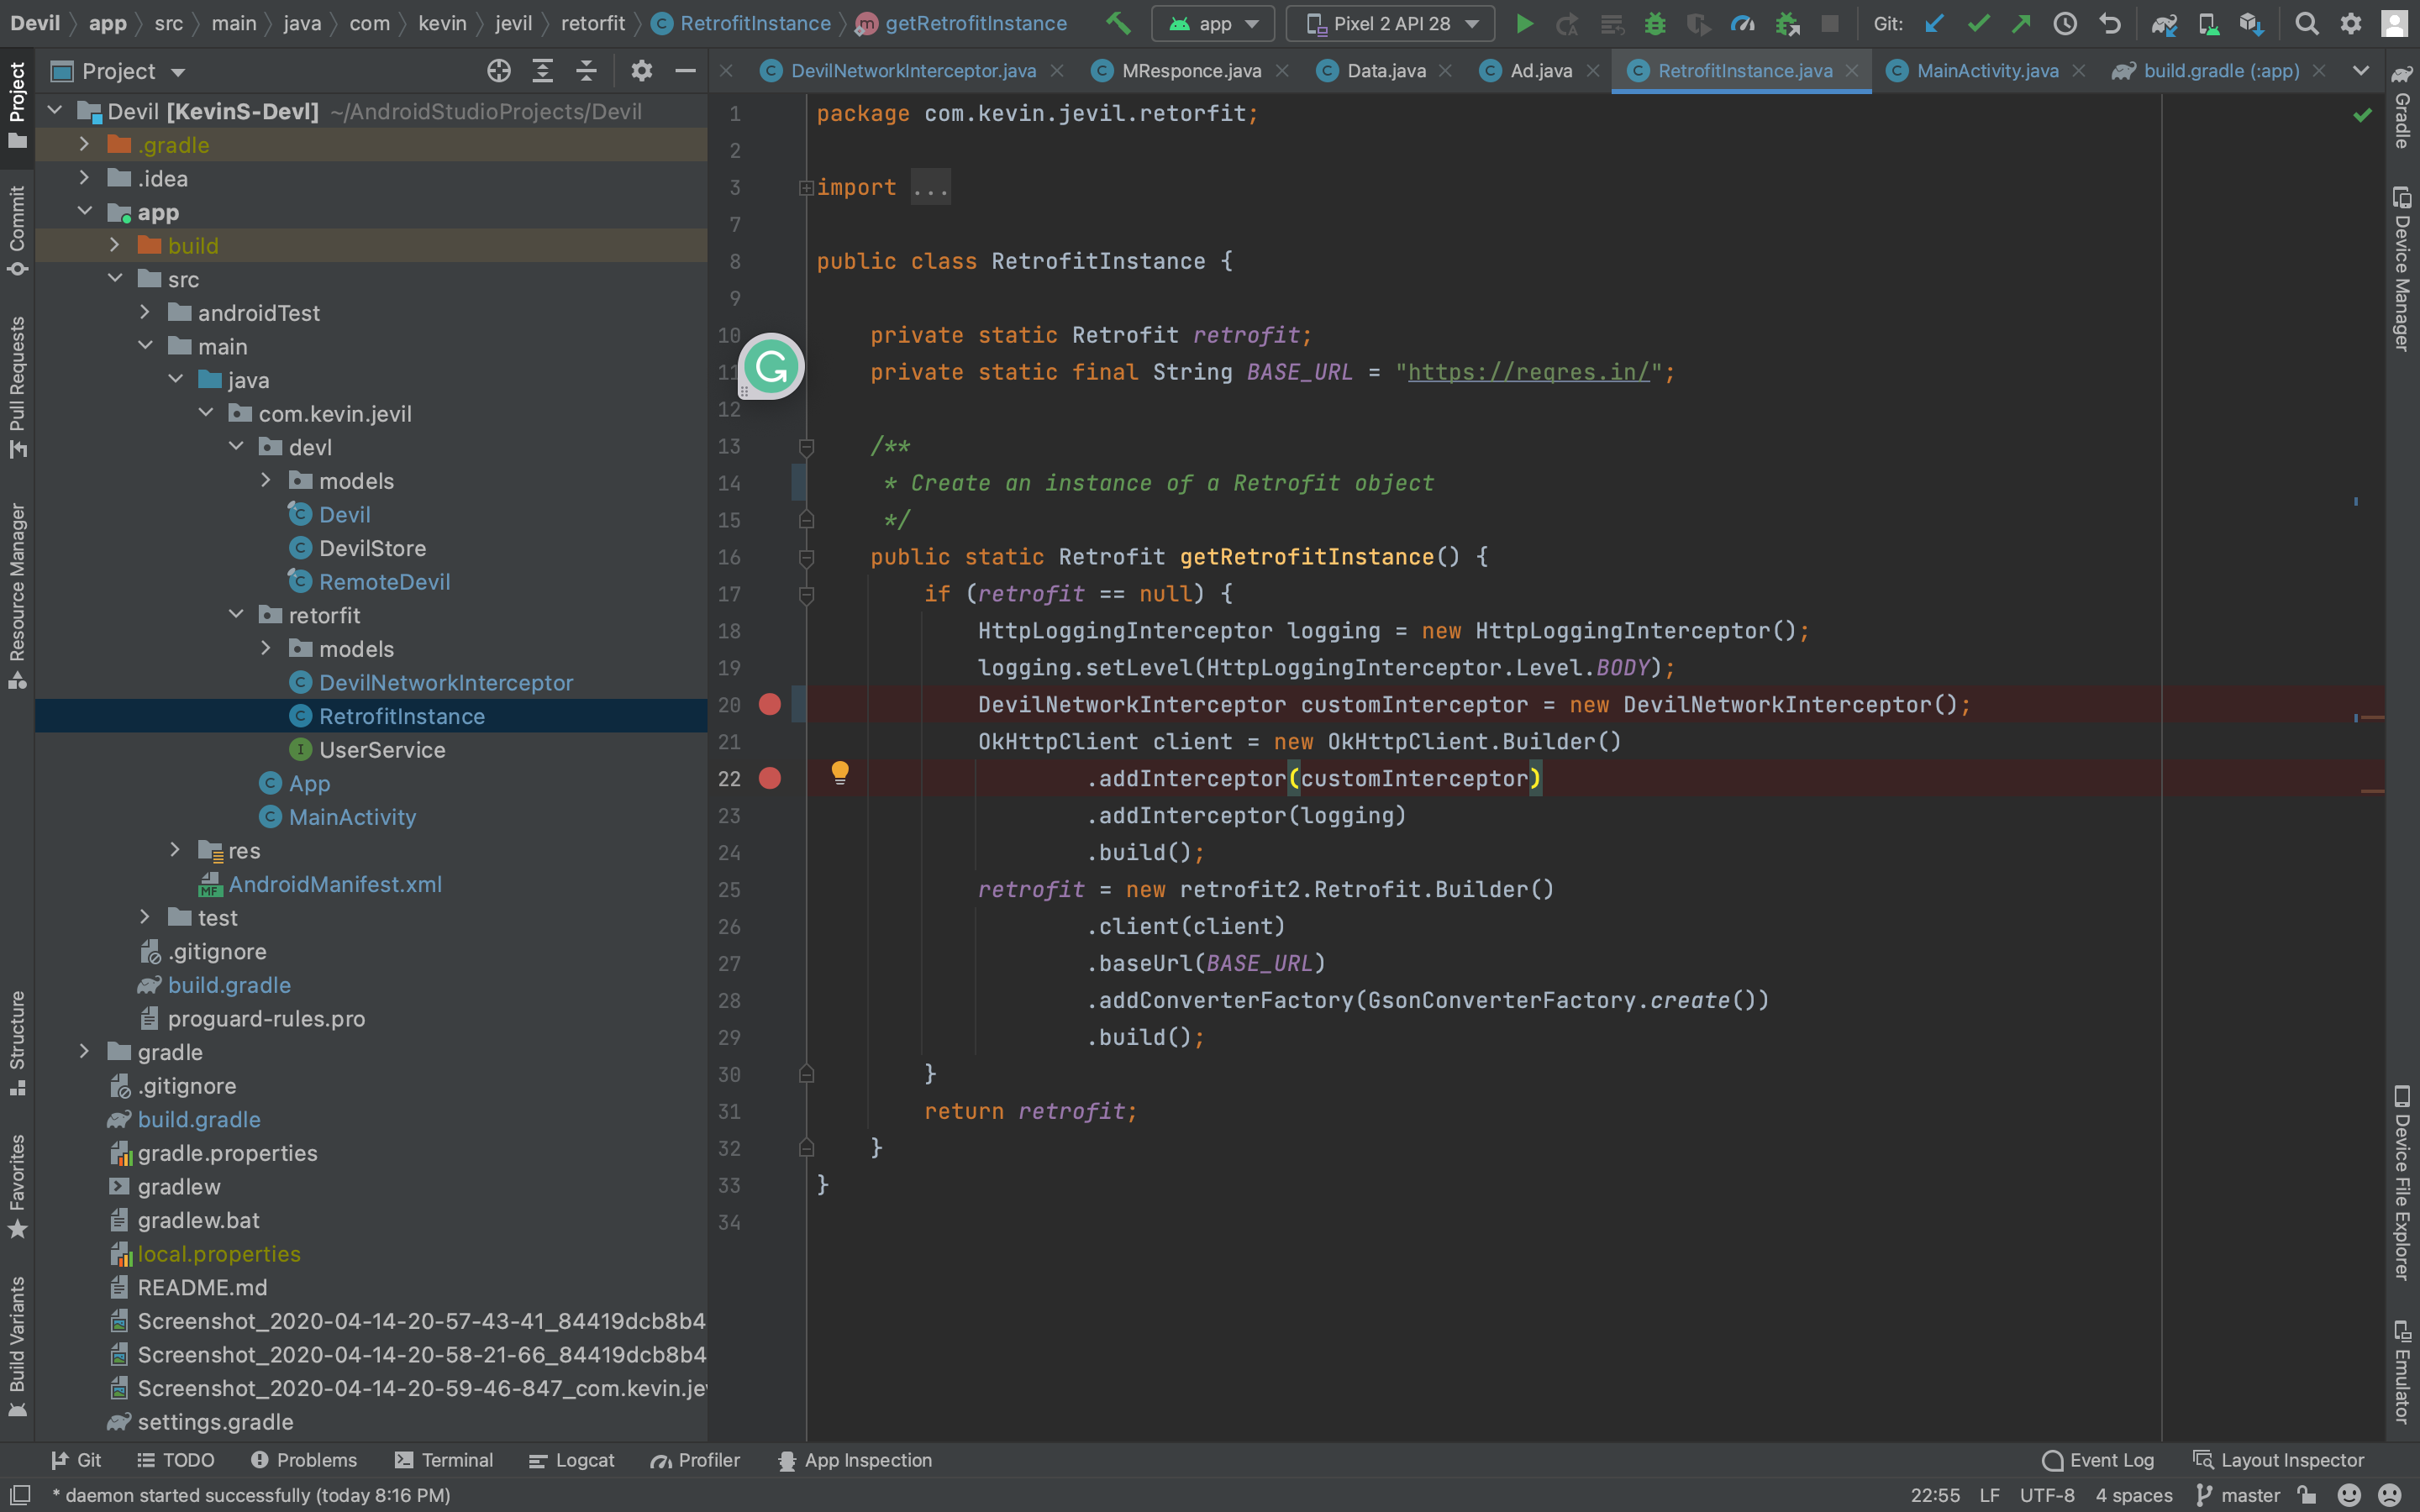 Devil app src main java com kevin jevil retorfit RetrofitInstance getRetrofitInstance app Pixel 2 API 28 Git:
Project
DevilNetworkInterceptor.java MResponce.java Data.java Ad.java RetrofitInstance.java MainActivity.java build.gradle (:app)
Project
Commit
Pull Requests
Resource Manager
Structure
Favorites
Build Variants
Devil [KevinS-Devl] ~/AndroidStudioProjects/Devil
.gradle
.idea
app
build
src
androidTest
main
java
com.kevin.jevil
devl
models
Devil
DevilStore
RemoteDevil
retorfit
models
DevilNetworkInterceptor
RetrofitInstance
UserService
App
MainActivity
res
AndroidManifest.xml
test
.gitignore
build.gradle
proguard-rules.pro
gradle
.gitignore
build.gradle
gradle.properties
gradlew
gradlew.bat
local.properties
README.md
Screenshot_2020-04-14-20-57-43-41_84419dcb8b4
Screenshot_2020-04-14-20-58-21-66_84419dcb8b4
Screenshot_2020-04-14-20-59-46-847_com.kevin.je
settings.gradle
1 package com.kevin.jevil.retorfit;
2
3 import ...
7
8 public class RetrofitInstance {
9
10 private static Retrofit retrofit;
11 private static final String BASE_URL = "https://reqres.in/";
12
13 /**
14 * Create an instance of a Retrofit object
15 */
16 public static Retrofit getRetrofitInstance() {
17 if (retrofit == null) {
18 HttpLoggingInterceptor logging = new HttpLoggingInterceptor();
19 logging.setLevel(HttpLoggingInterceptor.Level.BODY);
20 DevilNetworkInterceptor customInterceptor = new DevilNetworkInterceptor();
21 OkHttpClient client = new OkHttpClient.Builder()
22 .addInterceptor(customInterceptor)
23 .addInterceptor(logging)
24 .build();
25 retrofit = new retrofit2.Retrofit.Builder()
26 .client(client)
27 .baseUrl(BASE_URL)
28 .addConverterFactory(GsonConverterFactory.create())
29 .build();
30 }
31 return retrofit;
32 }
33 }
34
Gradle
Device Manager
Device File Explorer
Emulator
Git TODO Problems Terminal Logcat Profiler App Inspection Event Log Layout Inspector
* daemon started successfully (today 8:16 PM) 22:55 LF UTF-8 4 spaces master